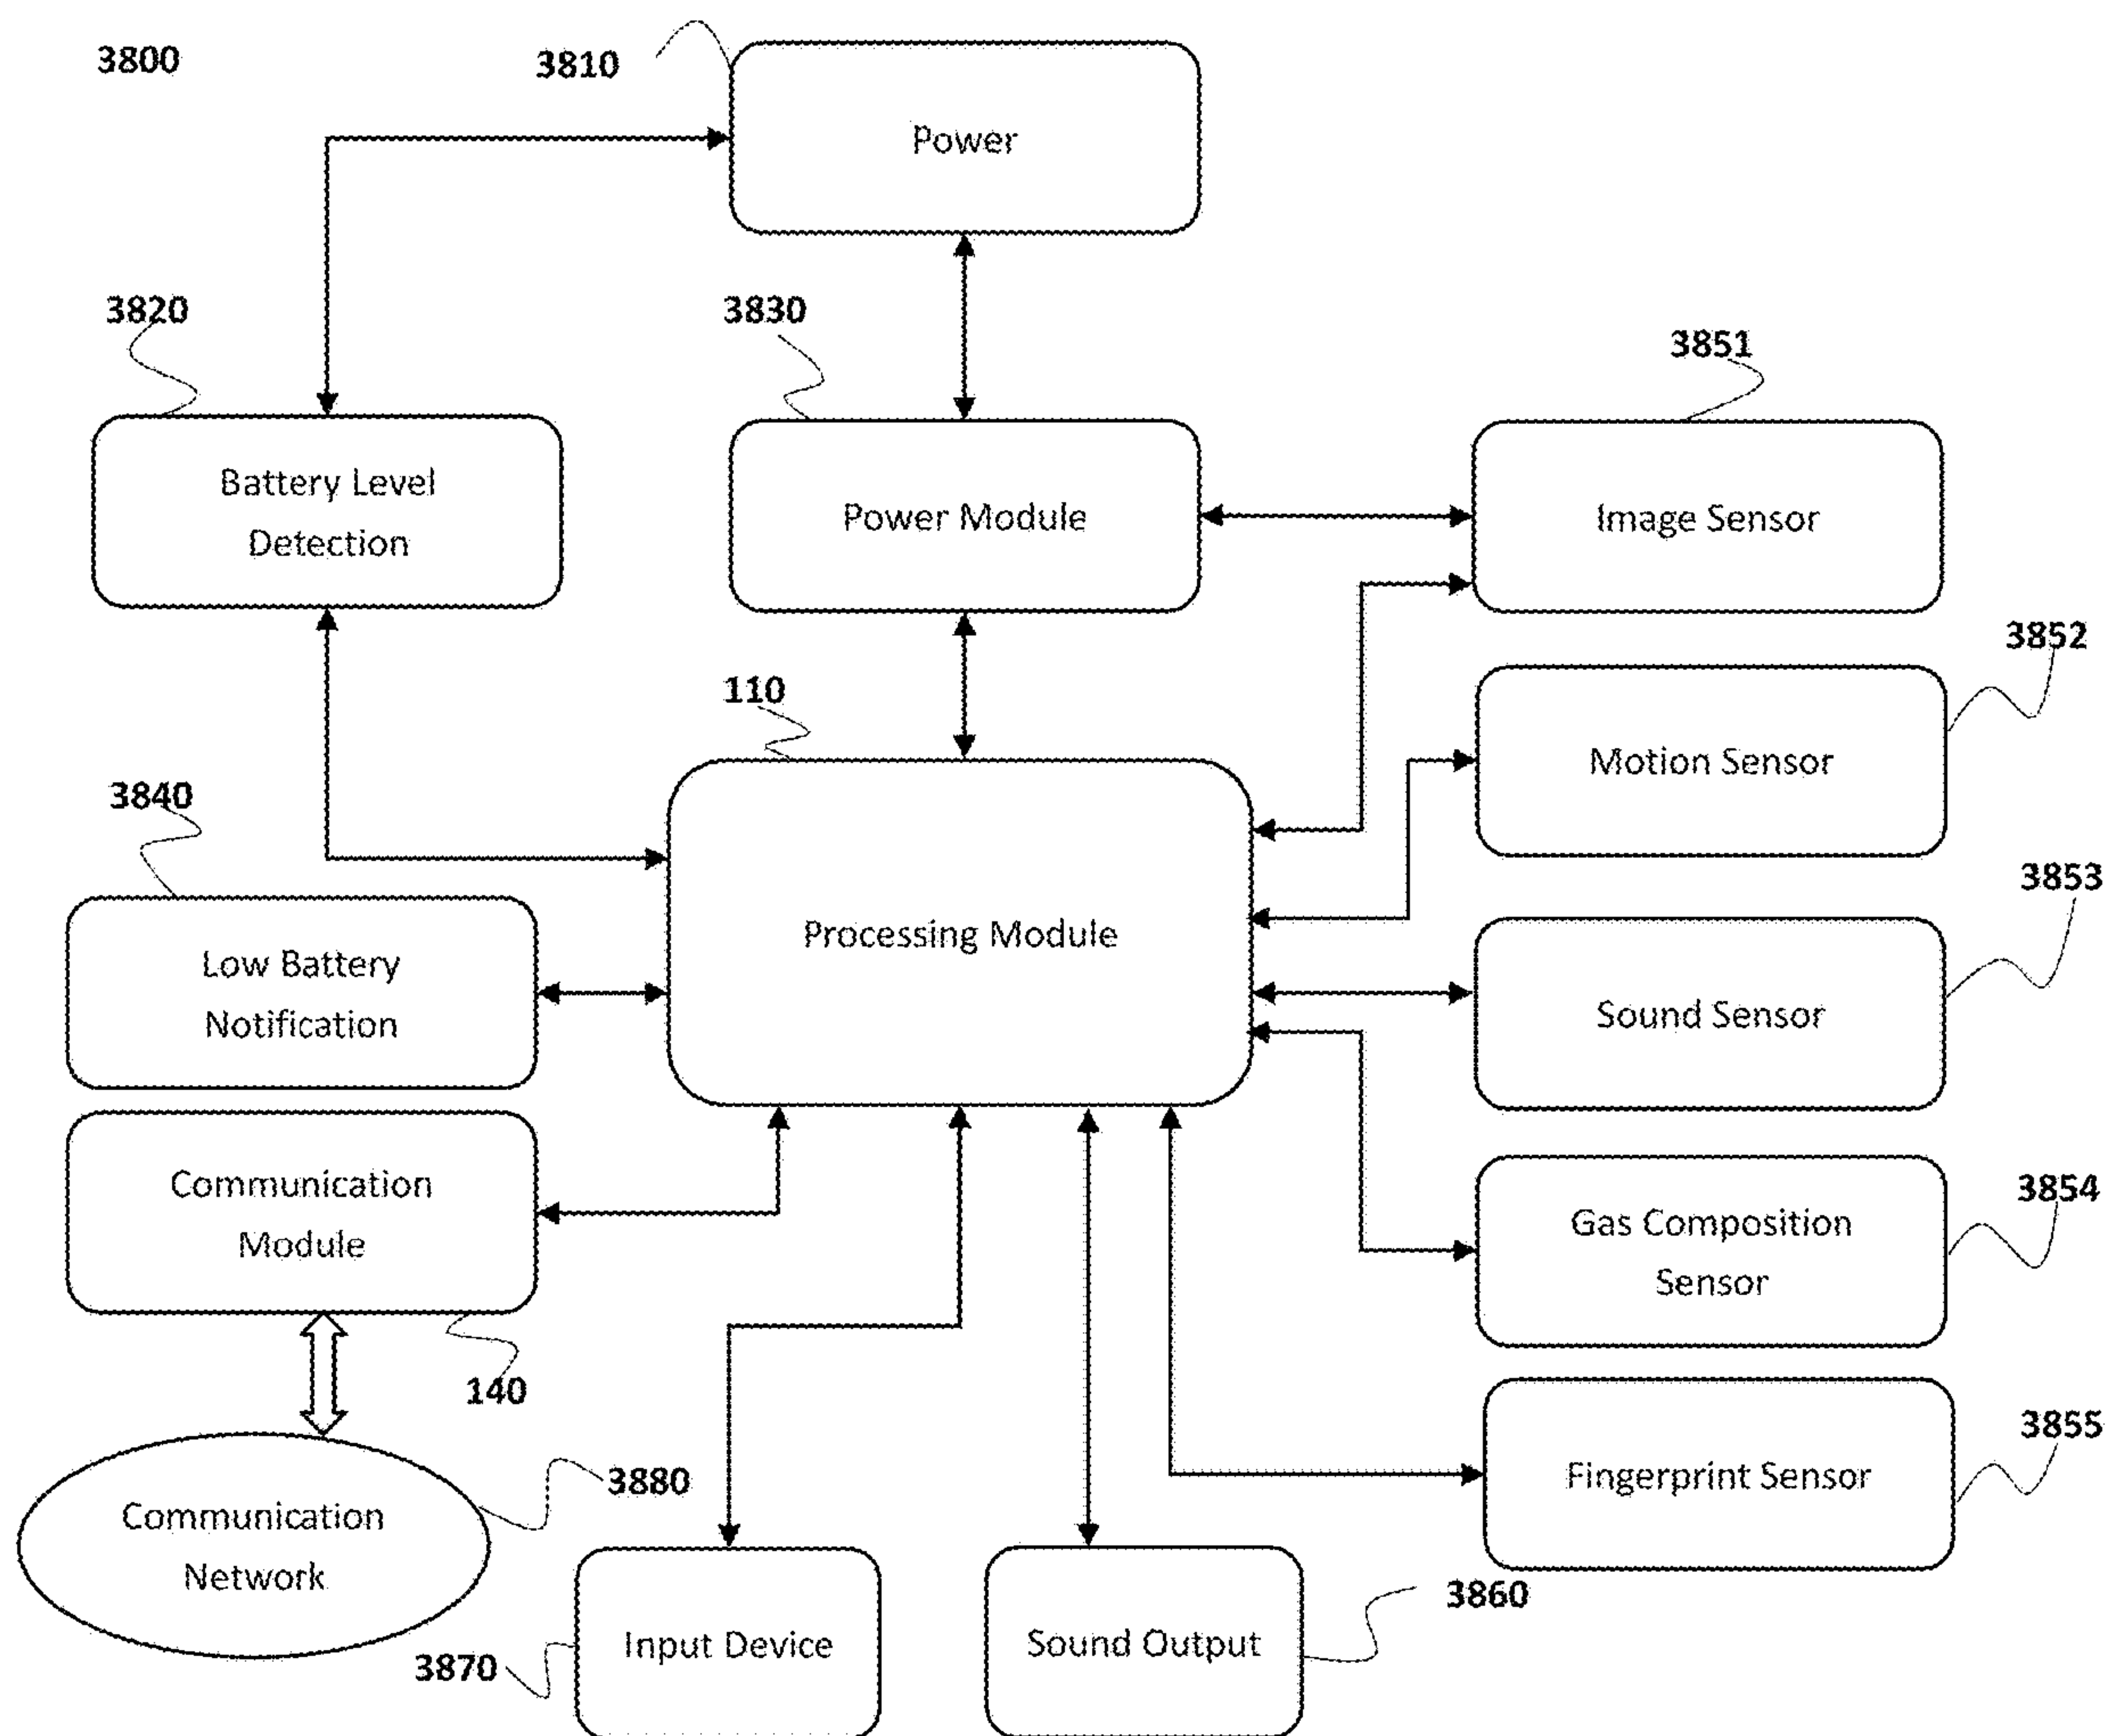 3800
3810
Power
3820
3830
3851
Battery Level
Detection
Power Module
Image Sensor
3852
110
Motion Sensor
3840
3853
Processing Module
Low Battery
Notification
Sound Sensor
Communication
Module
3854
Gas Composition
Sensor
140
3855
3880
Fingerprint Sensor
Communication
Network
3860
3870
Input Device
Sound Output